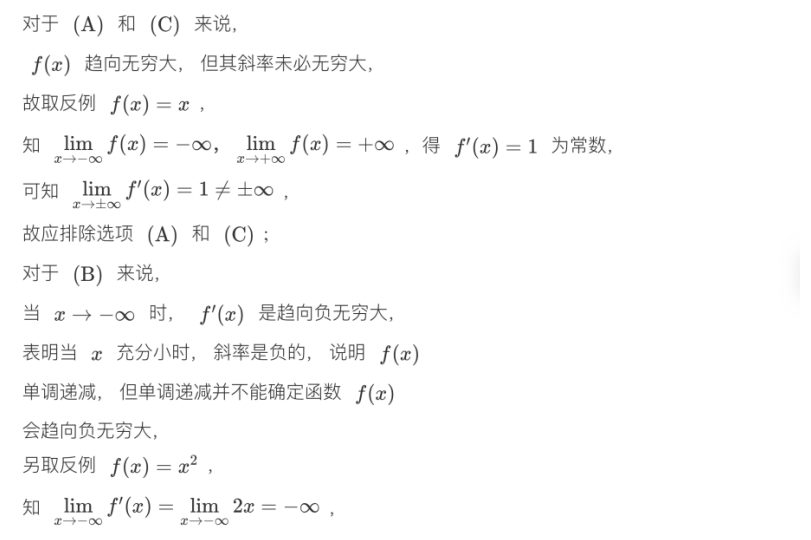 对于 (A) 和 (C) 来说,
f(x) 趋向无穷大, 但其斜率未必无穷大,
故取反例 f(x) = x ,
知 lim_{x→−∞} f(x) = −∞, lim_{x→+∞} f(x) = +∞ , 得 f′(x) = 1 为常数,
可知 lim_{x→±∞} f′(x) = 1 ≠ ±∞ ,
故应排除选项 (A) 和 (C) ;
对于 (B) 来说,
当 x → −∞ 时, f′(x) 是趋向负无穷大,
表明当 x 充分小时, 斜率是负的, 说明 f(x)
单调递减, 但单调递减并不能确定函数 f(x)
会趋向负无穷大,
另取反例 f(x) = x² ,
知 lim_{x→−∞} f′(x) = lim_{x→−∞} 2x = −∞ ,